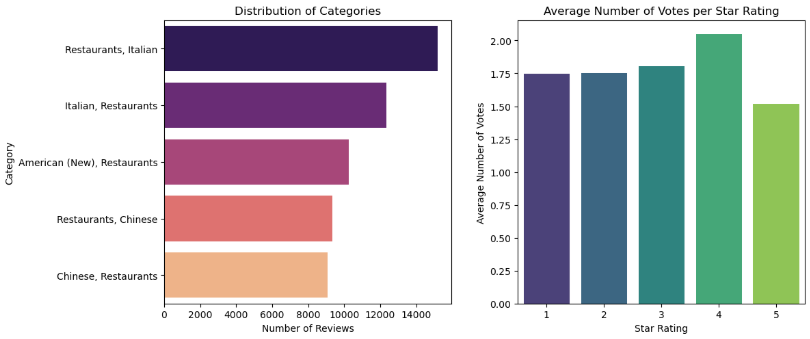 Distribution of Categories
Category
Restaurants, Italian
Italian, Restaurants
American (New), Restaurants
Restaurants, Chinese
Chinese, Restaurants
0 2000 4000 6000 8000 10000 12000 14000
Number of Reviews
Average Number of Votes per Star Rating
Average Number of Votes
2.00
1.75
1.50
1.25
1.00
0.75
0.50
0.25
0.00
1 2 3 4 5
Star Rating